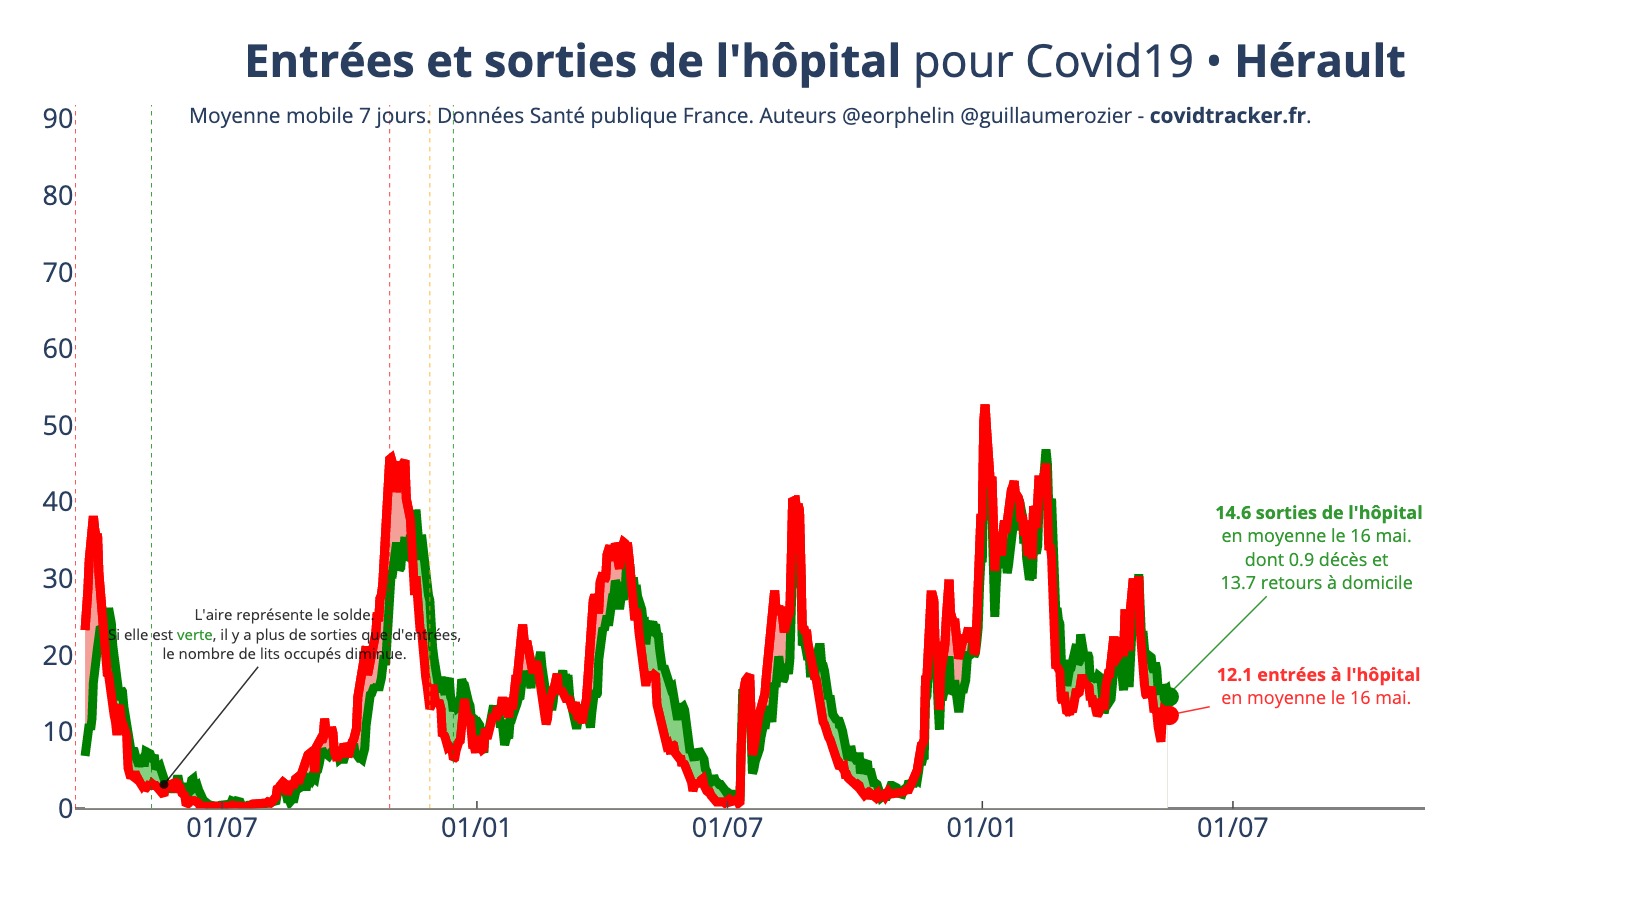 Entrées et sorties de l'hôpital pour Covid19 • Hérault
Moyenne mobile 7 jours. Données Santé publique France. Auteurs @eorphelin @guillaumerozier - covidtracker.fr.
90
80
70
60
50
40
30
20
10
0
L'aire représente le solde.
Si elle est verte, il y a plus de sorties que d'entrées,
le nombre de lits occupés diminue.
14.6 sorties de l'hôpital
en moyenne le 16 mai.
dont 0.9 décès et
13.7 retours à domicile
12.1 entrées à l'hôpital
en moyenne le 16 mai.
01/07
01/01
01/07
01/01
01/07